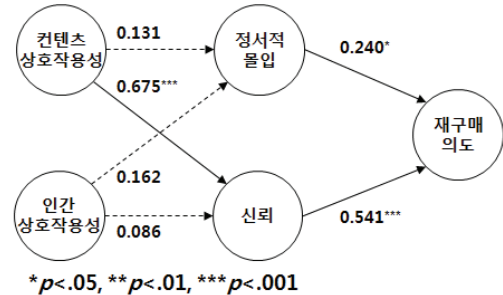 컨텐츠
상호작용성
0.131
0.675***
정서적
몰입
0.240*
재구매
의도
0.162
인간
상호작용성
0.086
신뢰
0.541***
*p<.05, **p<.01, ***p<.001